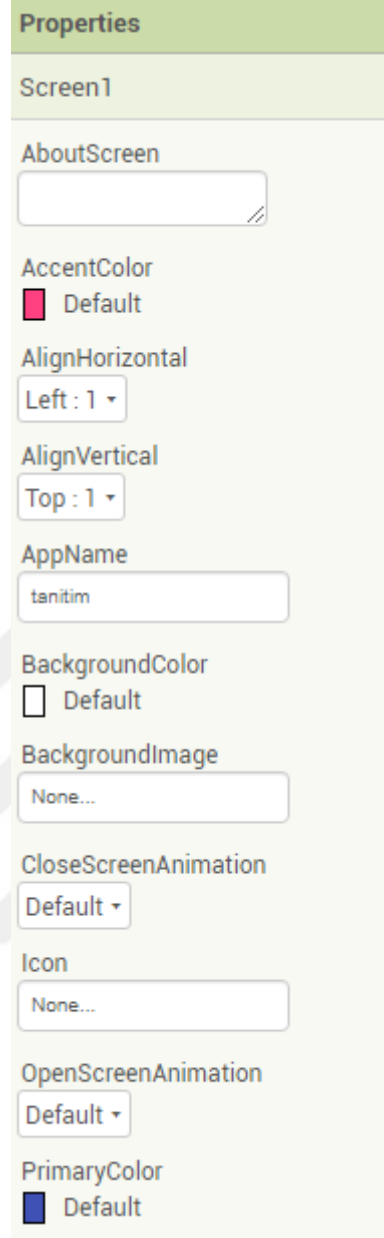 Properties
Screen1
AboutScreen
AccentColor
Default
AlignHorizontal
Left : 1
AlignVertical
Top : 1
AppName
tanitim
BackgroundColor
Default
BackgroundImage
None...
CloseScreenAnimation
Default
Icon
None...
OpenScreenAnimation
Default
PrimaryColor
Default